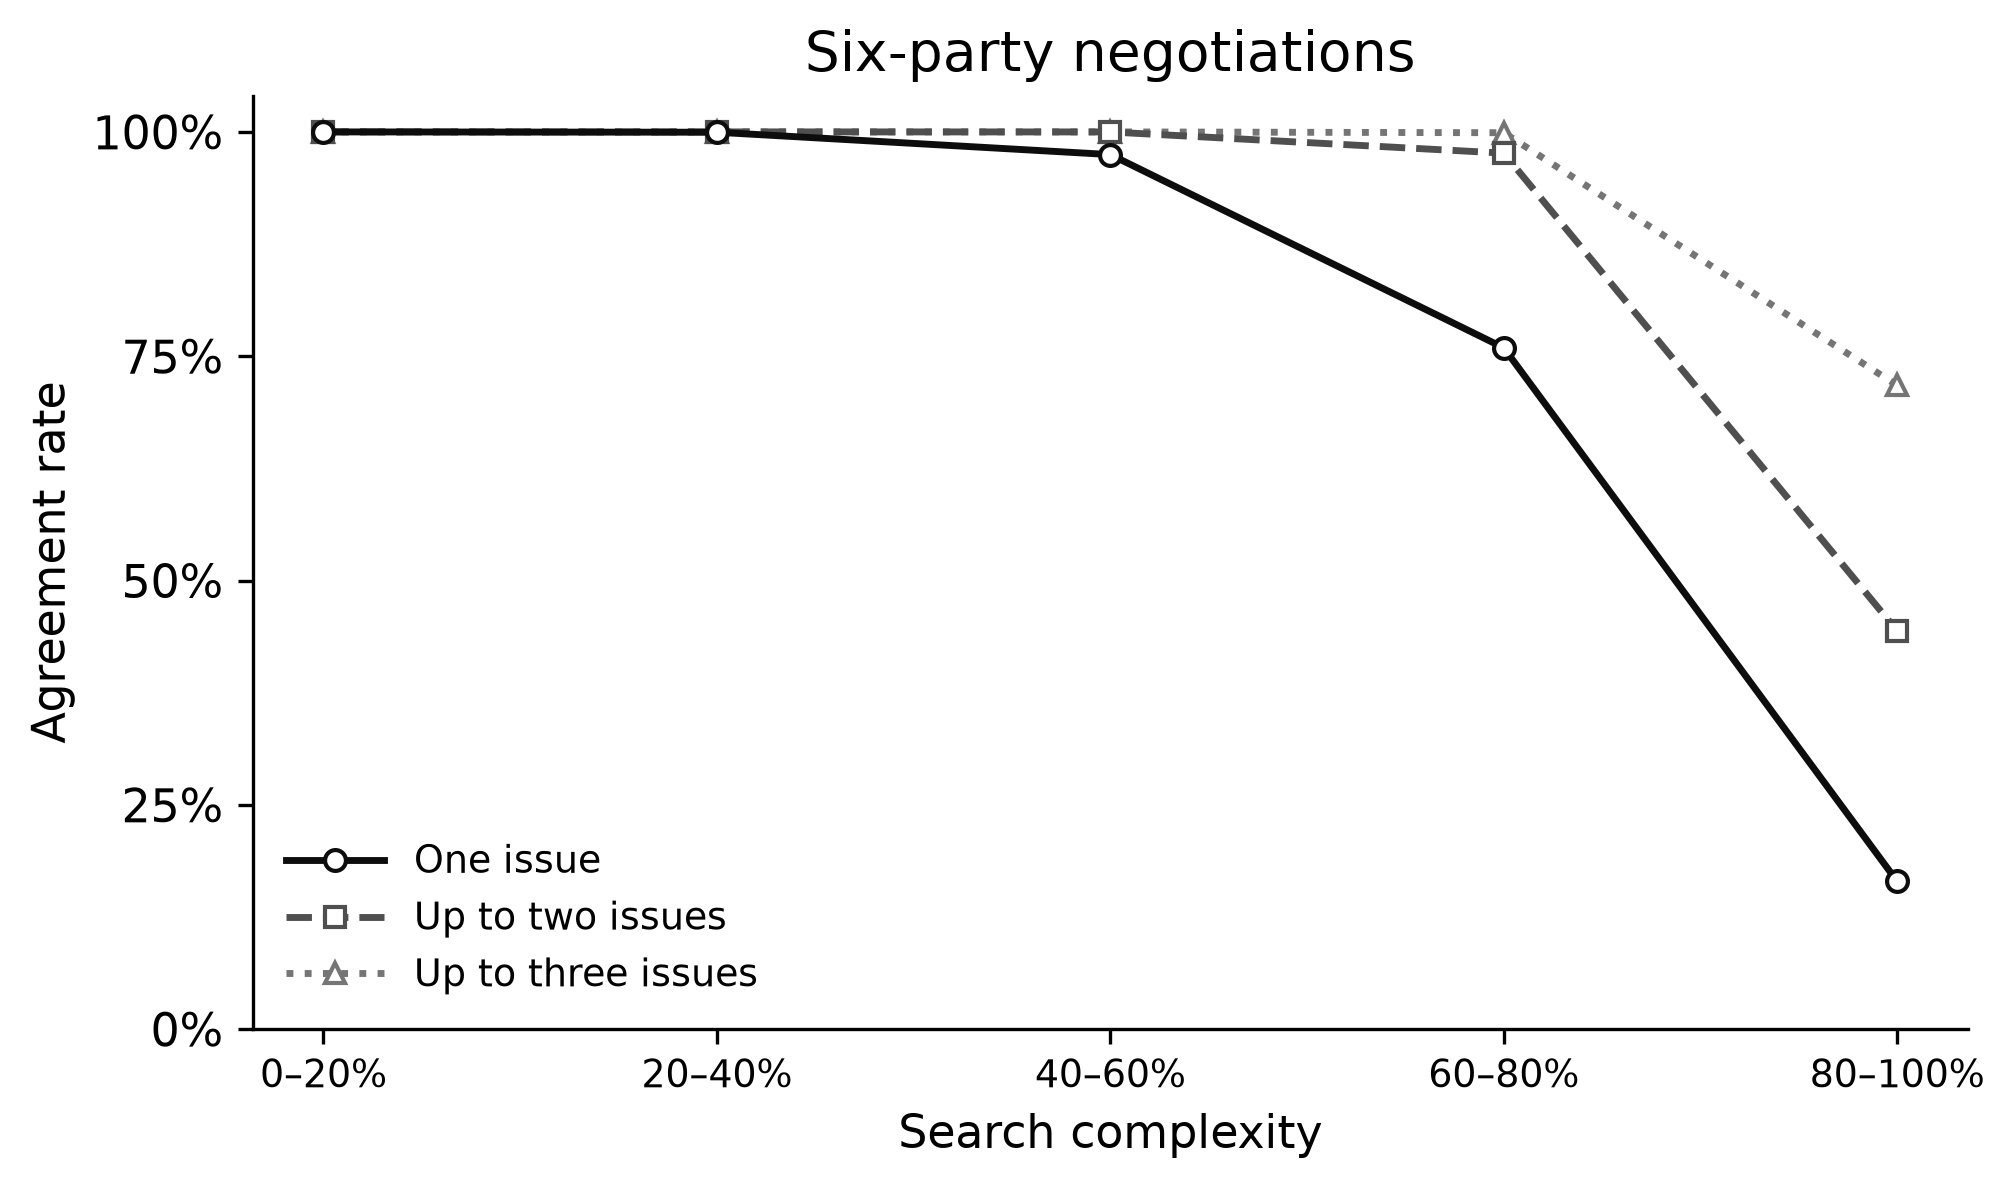 Six-party negotiations
Agreement rate
100%
75%
50%
25%
0%
One issue
Up to two issues
Up to three issues
0–20%
20–40%
40–60%
60–80%
80–100%
Search complexity